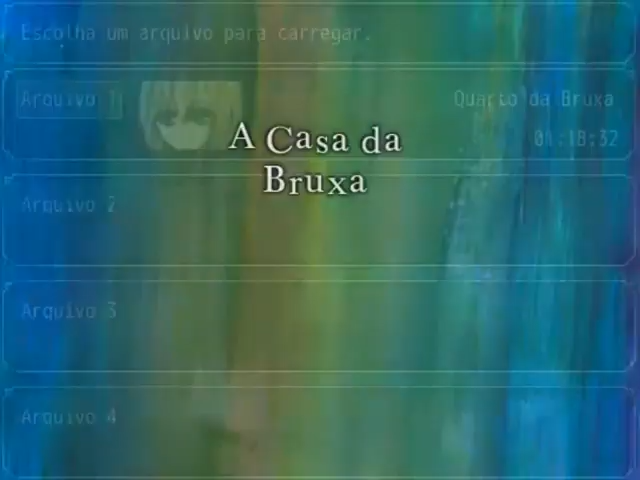 Escolha um arquivo para carregar.
Arquivo 1
Quarto da Bruxa
01:18:32
A Casa da
Bruxa
Arquivo 2
Arquivo 3
Arquivo 4